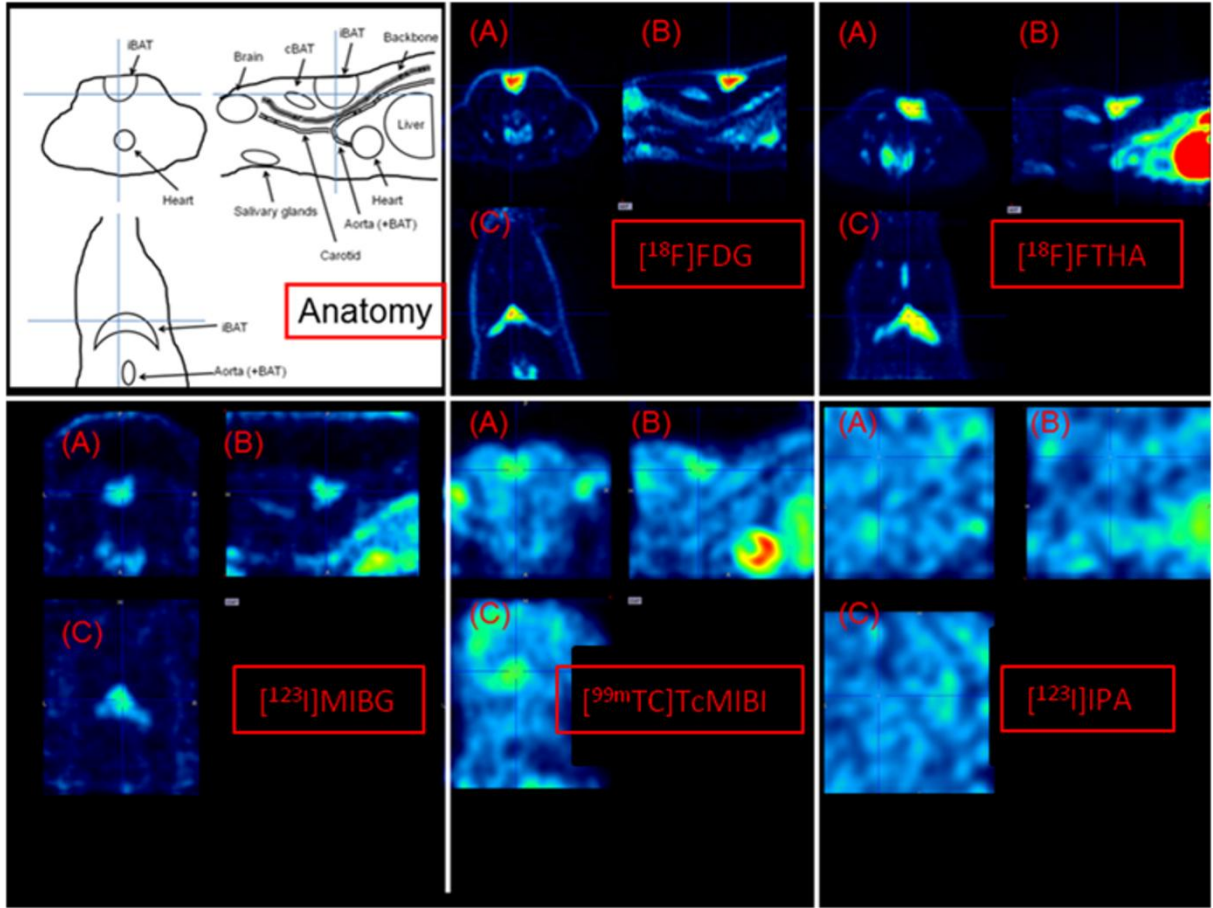 iBAT
Brain
cBAT
iBAT
Backbone
Liver
Heart
Salivary glands
Heart
Aorta (+BAT)
Carotid
iBAT
Aorta (+BAT)
Anatomy
(A)
(B)
(C)
[¹⁸F]FDG
(A)
(B)
(C)
[¹⁸F]FTHA
(A)
(B)
(C)
[¹²³I]MIBG
(A)
(B)
(C)
[⁹⁹ᵐTC]TcMIBI
(A)
(B)
(C)
[¹²³I]IPA